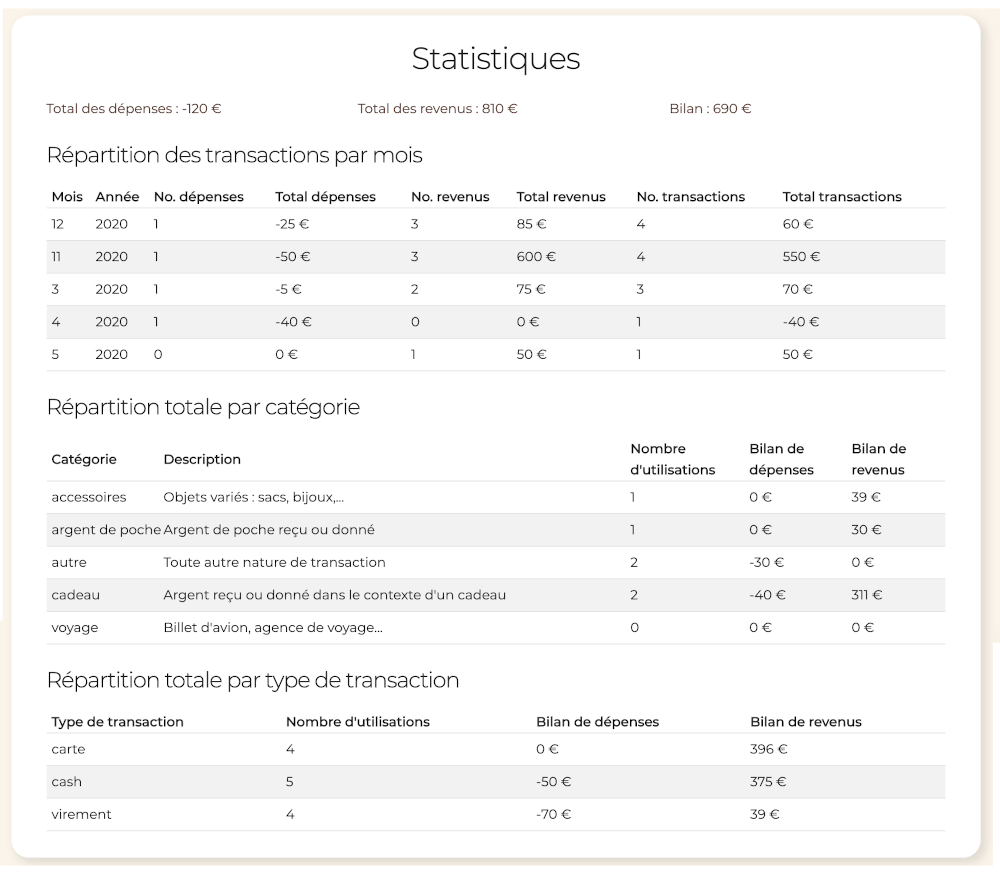 Statistiques
Total des dépenses : -120 € Total des revenus : 810 € Bilan : 690 €
Répartition des transactions par mois
Mois Année No. dépenses Total dépenses No. revenus Total revenus No. transactions Total transactions
12 2020 1 -25 € 3 85 € 4 60 €
11 2020 1 -50 € 3 600 € 4 550 €
3 2020 1 -5 € 2 75 € 3 70 €
4 2020 1 -40 € 0 0 € 1 -40 €
5 2020 0 0 € 1 50 € 1 50 €
Répartition totale par catégorie
Catégorie Description Nombre d'utilisations Bilan de dépenses Bilan de revenus
accessoires Objets variés : sacs, bijoux,... 1 0 € 39 €
argent de poche Argent de poche reçu ou donné 1 0 € 30 €
autre Toute autre nature de transaction 2 -30 € 0 €
cadeau Argent reçu ou donné dans le contexte d'un cadeau 2 -40 € 311 €
voyage Billet d'avion, agence de voyage... 0 0 € 0 €
Répartition totale par type de transaction
Type de transaction Nombre d'utilisations Bilan de dépenses Bilan de revenus
carte 4 0 € 396 €
cash 5 -50 € 375 €
virement 4 -70 € 39 €